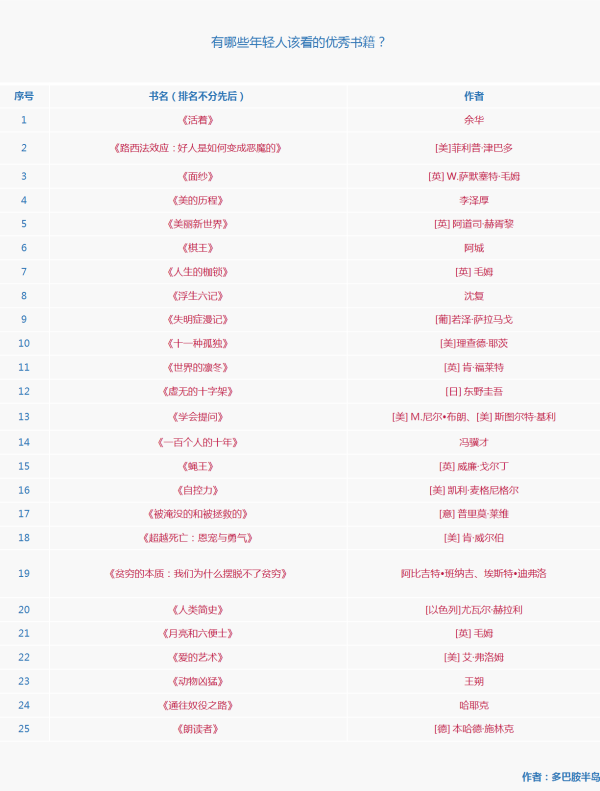 有哪些年轻人该看的优秀书籍？
序号 书名（排名不分先后） 作者
1 《活着》 余华
2 《路西法效应：好人是如何变成恶魔的》 [美]菲利普·津巴多
3 《面纱》 [英] W.萨默塞特·毛姆
4 《美的历程》 李泽厚
5 《美丽新世界》 [英] 阿道司·赫胥黎
6 《棋王》 阿城
7 《人生的枷锁》 [英] 毛姆
8 《浮生六记》 沈复
9 《失明症漫记》 [葡]若泽·萨拉马戈
10 《十一种孤独》 [美]理查德·耶茨
11 《世界的凛冬》 [英] 肯·福莱特
12 《虚无的十字架》 [日] 东野圭吾
13 《学会提问》 [美] M.尼尔•布朗、[美] 斯图尔特·基利
14 《一百个人的十年》 冯骥才
15 《蝇王》 [英] 威廉·戈尔丁
16 《自控力》 [美] 凯利·麦格尼格尔
17 《被淹没的和被拯救的》 [意] 普里莫·莱维
18 《超越死亡：恩宠与勇气》 [美] 肯·威尔伯
19 《贫穷的本质：我们为什么摆脱不了贫穷》 阿比吉特•班纳吉、埃斯特•迪弗洛
20 《人类简史》 [以色列]尤瓦尔·赫拉利
21 《月亮和六便士》 [英] 毛姆
22 《爱的艺术》 [美] 艾·弗洛姆
23 《动物凶猛》 王朔
24 《通往奴役之路》 哈耶克
25 《朗读者》 [德] 本哈德·施林克
作者：多巴胺半鸟